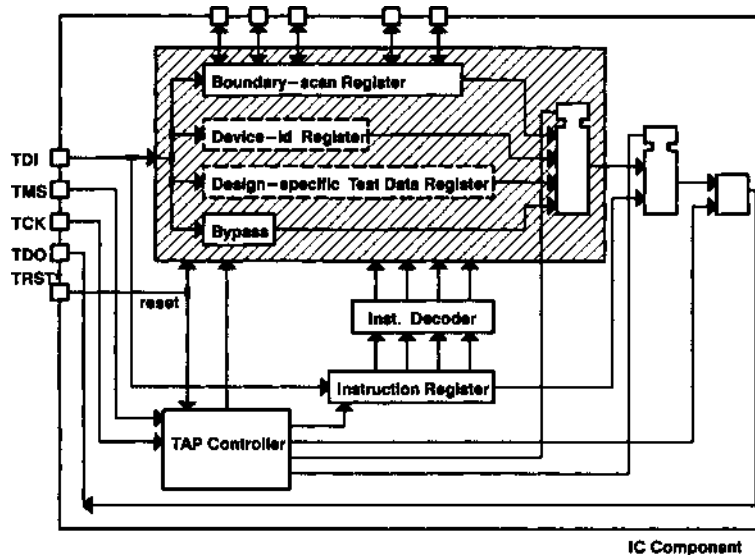 Boundary-scan Register
Device-id Register
TDI
Design-specific Test Data Register
TMS
TCK
Bypass
TDO
TRST
reset
Inst. Decoder
Instruction Register
TAP Controller
IC Component